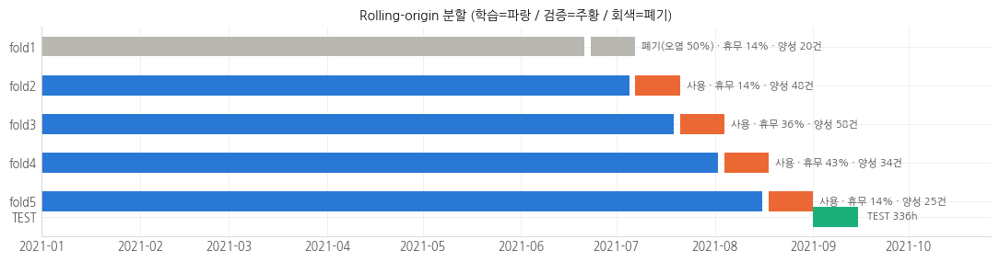 Rolling-origin 분할 (학습=파랑 / 검증=주황 / 회색=폐기)
fold1 폐기(오염 50%) · 휴무 14% · 양성 20건
fold2 사용 · 휴무 14% · 양성 48건
fold3 사용 · 휴무 36% · 양성 58건
fold4 사용 · 휴무 43% · 양성 34건
fold5 사용 · 휴무 14% · 양성 25건
TEST TEST 336h
2021-01 2021-02 2021-03 2021-04 2021-05 2021-06 2021-07 2021-08 2021-09 2021-10